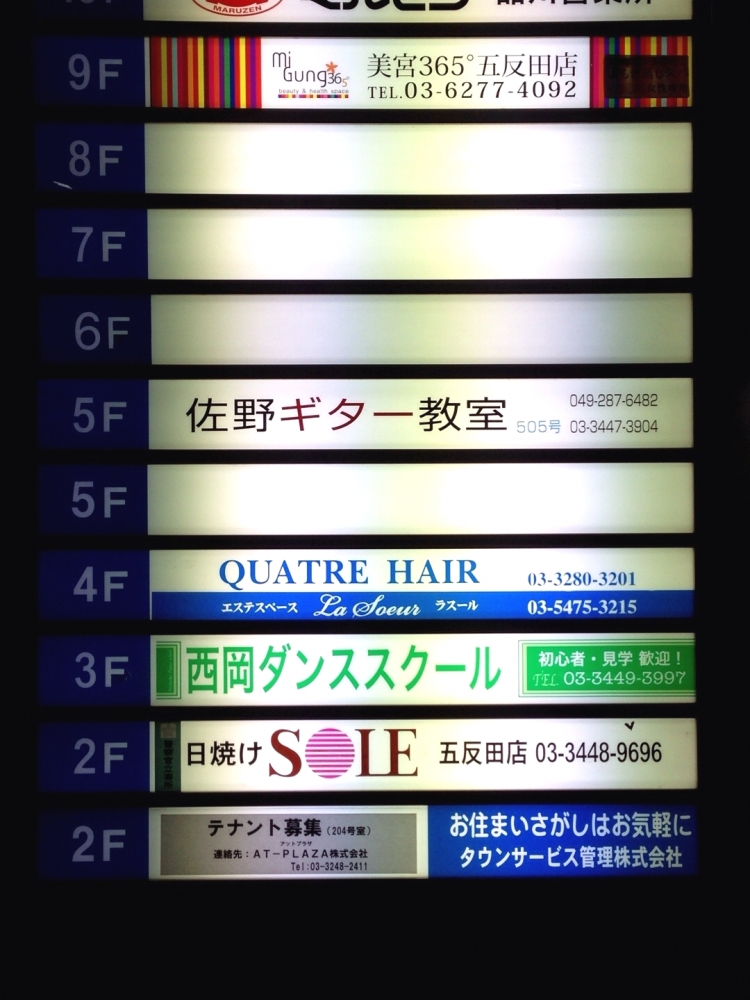 MARUZEN
9F
mi Gung365°
beauty & health space
美宮365°五反田店
TEL.03-6277-4092
8F
7F
6F
5F
佐野ギター教室
505号
049-287-6482
03-3447-3904
5F
4F
QUATRE HAIR 03-3280-3201
エステスペース La Soeur ラスール 03-5475-3215
3F
西岡ダンススクール
初心者・見学 歓迎！
TEL 03-3449-3997
2F
日焼け SOLE 五反田店 03-3448-9696
2F
テナント募集(204号室)
アットプラザ
連絡先：AT-PLAZA株式会社
Tel:03-3248-2411
お住まいさがしはお気軽に
タウンサービス管理株式会社